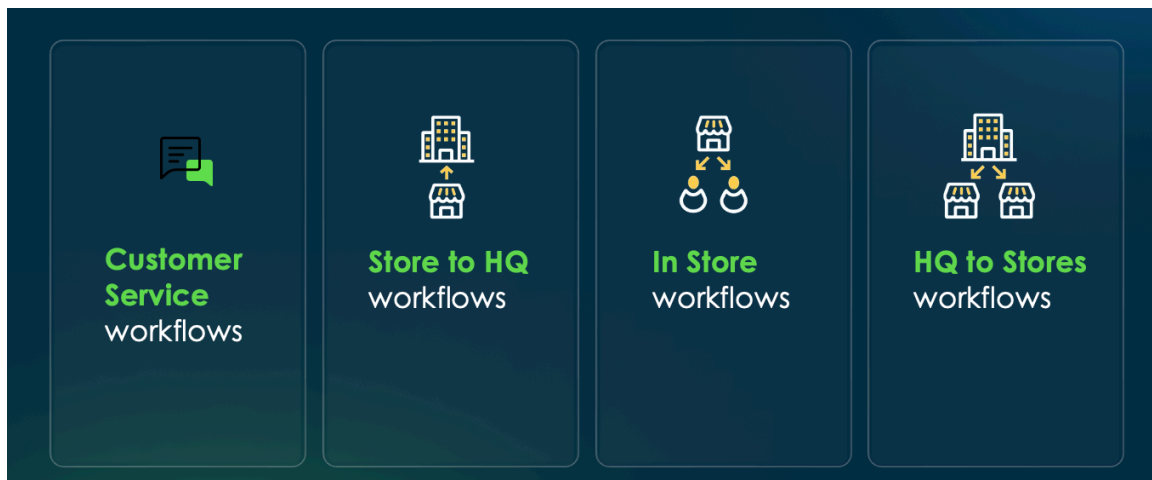 Customer
Service
workflows
Store to HQ
workflows
In Store
workflows
HQ to Stores
workflows